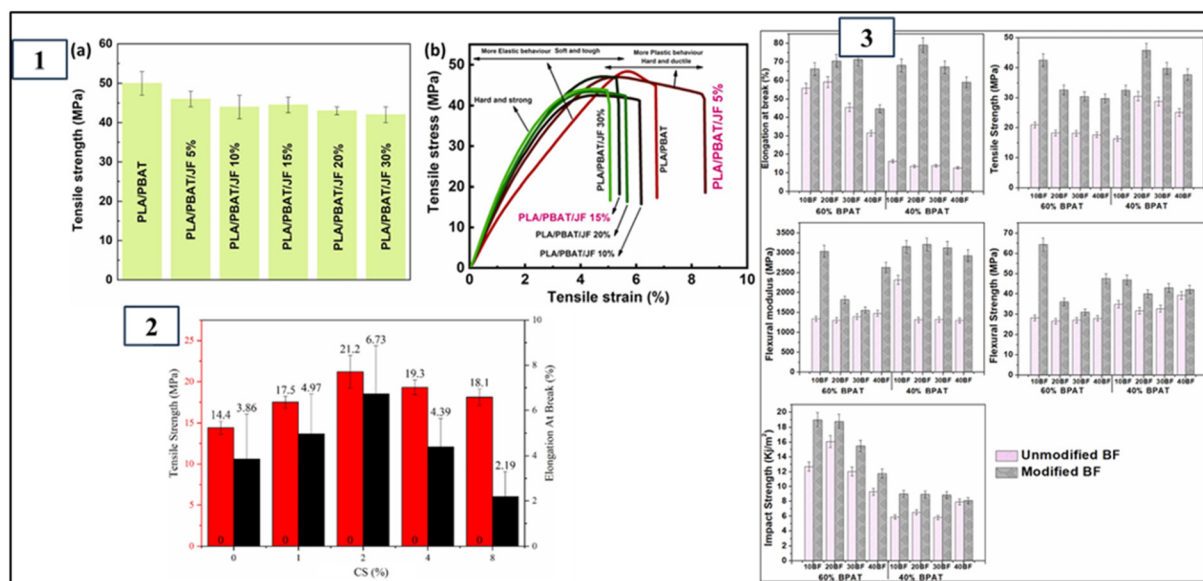 1
(a)
Tensile strength (MPa)
60
50
40
30
20
10
0
PLA/PBAT
PLA/PBAT/JF 5%
PLA/PBAT/JF 10%
PLA/PBAT/JF 15%
PLA/PBAT/JF 20%
PLA/PBAT/JF 30%
(b)
Tensile stress (MPa)
50
40
30
20
10
0
More Elastic behaviour Soft and tough
More Plastic behaviour
Hard and ductile
Hard and strong
PLA/PBAT/JF 30%
PLA/PBAT
PLA/PBAT/JF 5%
PLA/PBAT/JF 15%
PLA/PBAT/JF 20%
PLA/PBAT/JF 10%
0 2 4 6 8 10
Tensile strain (%)
2
Tensile Strength (MPa)
25
20
15
10
5
0
14.4 3.86
17.5 4.97
21.2 6.73
19.3 4.39
18.1 2.19
0 0 0 0 0
10
8
6
4
2
0
Elongation At Break (%)
0 1 2 4 8
CS (%)
3
Elongation at break (%)
80
70
60
50
40
30
20
10
0
10BF 20BF 30BF 40BF 10BF 20BF 30BF 40BF
60% BPAT 40% BPAT
Tensile Strength (MPa)
50
40
30
20
10
0
10BF 20BF 30BF 40BF 10BF 20BF 30BF 40BF
60% BPAT 40% BPAT
Flexural modulus (MPa)
3500
3000
2500
2000
1500
1000
500
0
10BF 20BF 30BF 40BF 10BF 20BF 30BF 40BF
60% BPAT 40% BPAT
Flexural Strength (MPa)
70
60
50
40
30
20
10
0
10BF 20BF 30BF 40BF 10BF 20BF 30BF 40BF
60% BPAT 40% BPAT
Impact Strength (Kj/m²)
20
18
16
14
12
10
8
6
4
2
0
10BF 20BF 30BF 40BF 10BF 20BF 30BF 40BF
60% BPAT 40% BPAT
Unmodified BF
Modified BF